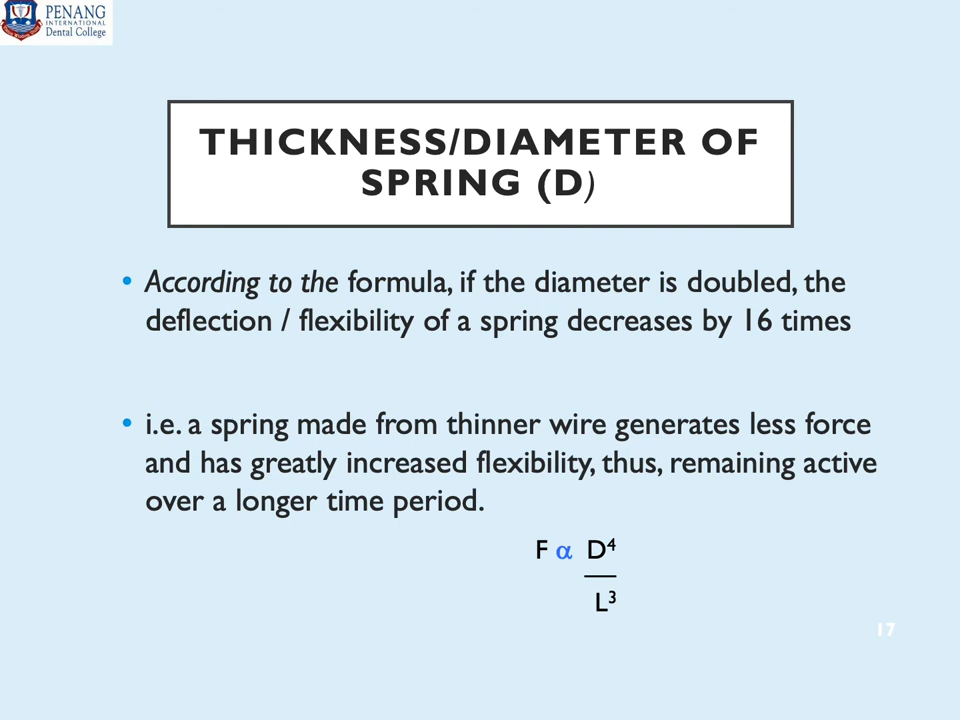 PENANG
INTERNATIONAL
Dental College
THICKNESS/DIAMETER OF
SPRING (D)
• According to the formula, if the diameter is doubled, the
deflection / flexibility of a spring decreases by 16 times
• i.e. a spring made from thinner wire generates less force
and has greatly increased flexibility, thus, remaining active
over a longer time period.
F α D⁴
L³
17